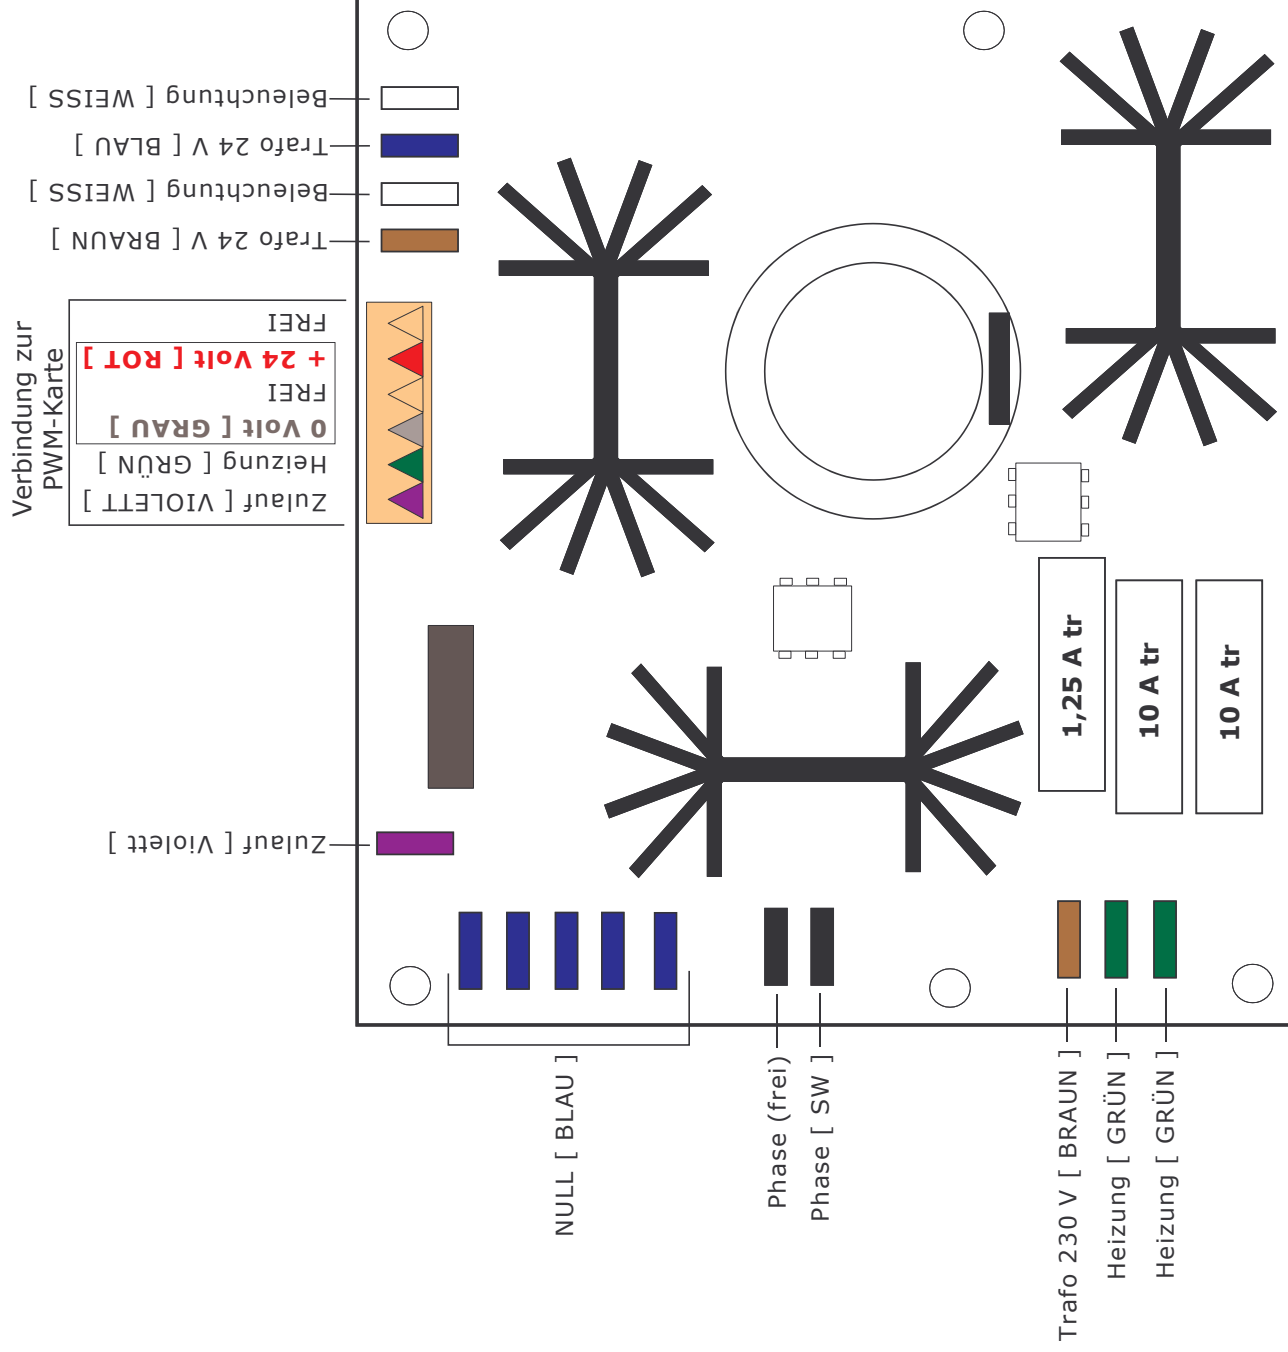 Beleuchtung [ WEISS ]
Trafo 24 V [ BLAU ]
Beleuchtung [ WEISS ]
Trafo 24 V [ BRAUN ]
Verbindung zur
PWM-Karte
FREI
+ 24 Volt [ ROT ]
FREI
0 Volt [ GRAU ]
Heizung [ GRÜN ]
Zulauf [ VIOLETT ]
1,25 A tr
10 A tr
10 A tr
Zulauf [ Violett ]
NULL [ BLAU ]
Phase (frei)
Phase [ SW ]
Trafo 230 V [ BRAUN ]
Heizung [ GRÜN ]
Heizung [ GRÜN ]